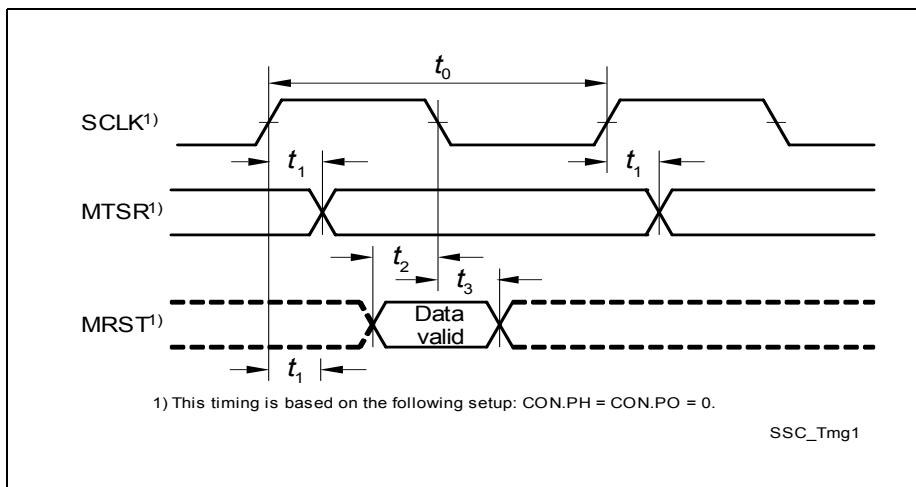 t0
SCLK1)
t1 t1
MTSR1)
t2
t3
MRST1)
Data
valid
t1
1) This timing is based on the following setup: CON.PH = CON.PO = 0.
SSC_Tmg1